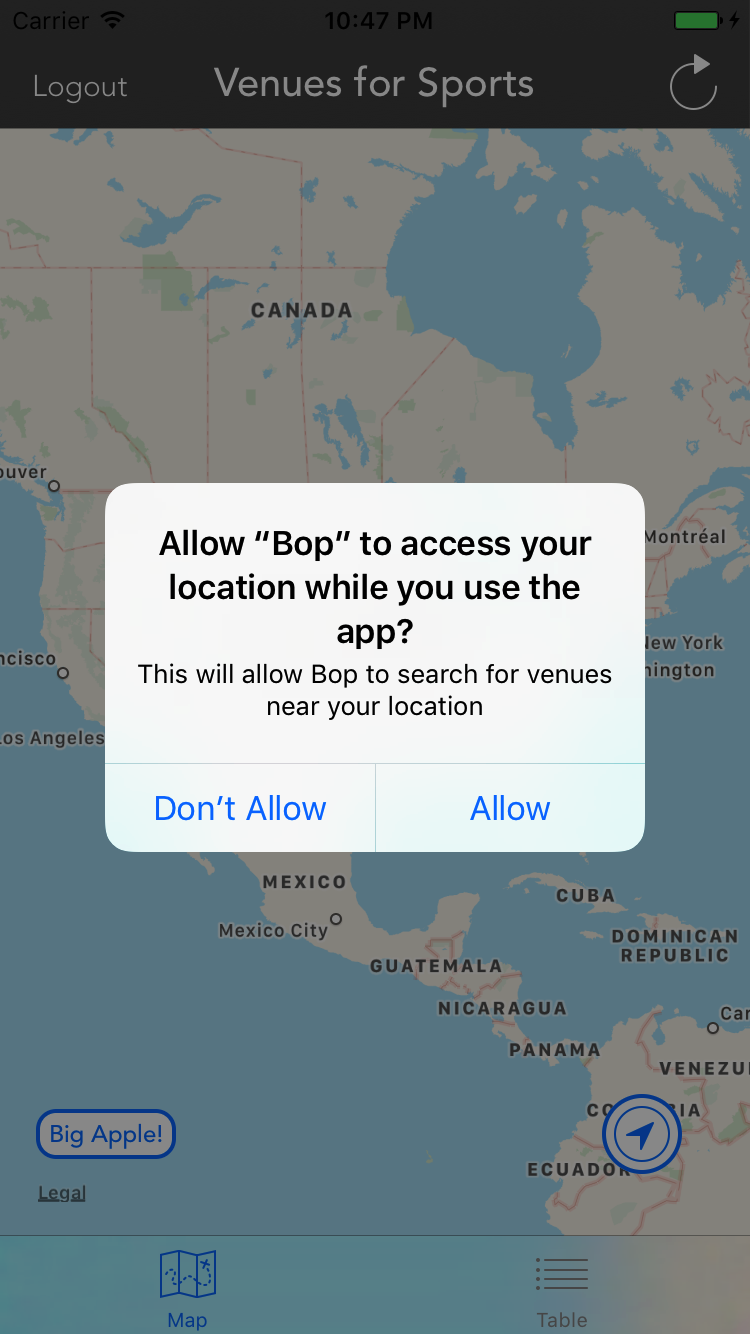 Carrier 10:47 PM
Logout Venues for Sports
CANADA
ouver
Montréal
Allow “Bop” to access your
location while you use the
app?
This will allow Bop to search for venues
near your location
Don’t Allow Allow
New York
ncisco
hington
os Angeles
MEXICO
CUBA
Mexico City
DOMINICAN
REPUBLIC
GUATEMALA
NICARAGUA
Car
PANAMA
VENEZU
CO IA
Big Apple!
ECUADOR
Legal
Map Table